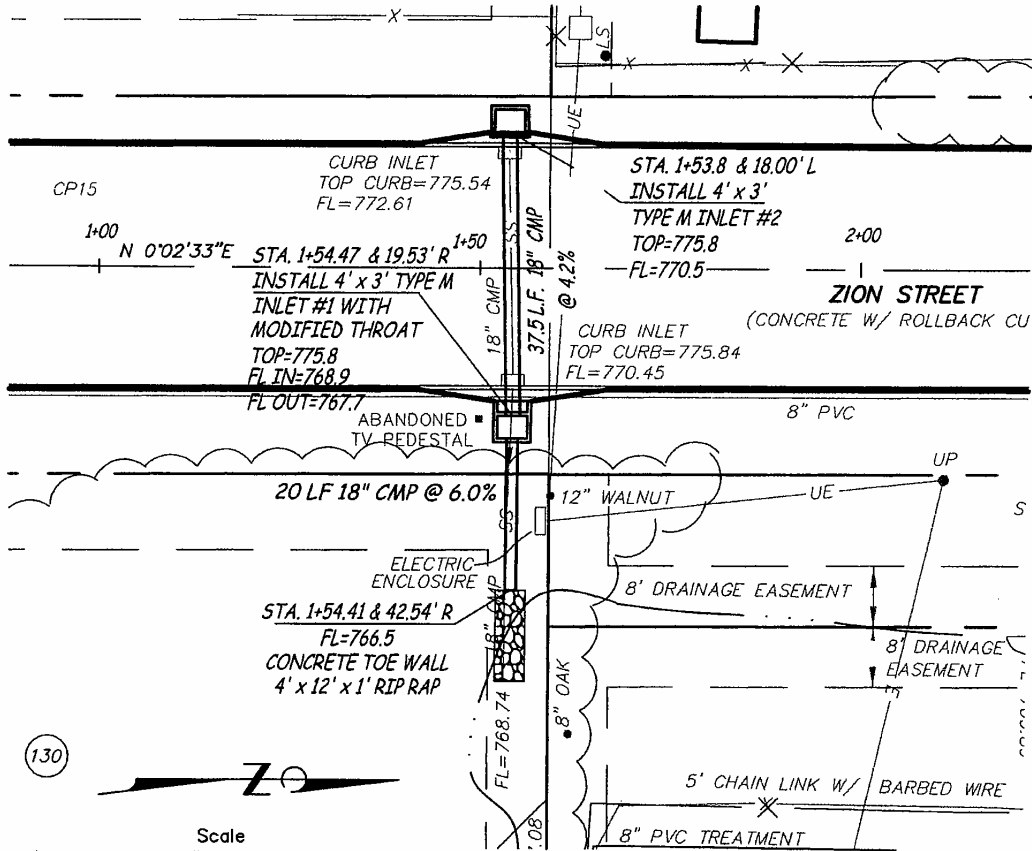 LS
UE
CURB INLET
TOP CURB=775.54
FL=772.61
STA. 1+53.8 & 18.00' L
INSTALL 4' x 3'
TYPE M INLET #2
TOP=775.8
FL=770.5
CP15
1+00
N 0°02'33"E
1+50
2+00
SS
18" CMP
37.5 L.F. 18" CMP
@ 4.2%
STA. 1+54.47 & 19.53' R
INSTALL 4' x 3' TYPE M
INLET #1 WITH
MODIFIED THROAT
TOP=775.8
FL IN=768.9
FL OUT=767.7
ZION STREET
(CONCRETE W/ ROLLBACK CU
CURB INLET
TOP CURB=775.84
FL=770.45
8" PVC
ABANDONED
TV PEDESTAL
UP
20 LF 18" CMP @ 6.0%
12" WALNUT
UE
S
SS
ELECTRIC
ENCLOSURE
8' DRAINAGE EASEMENT
18" CMP
STA. 1+54.41 & 42.54' R
FL=766.5
CONCRETE TOE WALL
4' x 12' x 1' RIP RAP
8' DRAINAGE
EASEMENT
FL=768.74
8" OAK
130
5' CHAIN LINK W/ BARBED WIRE
Scale
.08
8" PVC TREATMENT